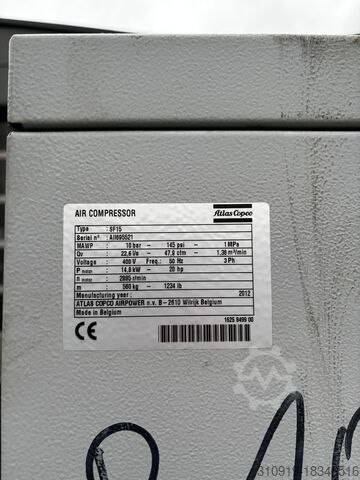 AIR COMPRESSOR Atlas Copco
Type : SF15
Serial n° : AII695521
MAWP : 10 bar ~ 145 psi ~ 1 MPa
Qv : 22,6 l/s ~ 47,9 cfm ~ 1,36 m³/min
Voltage : 400 V Freq.: 50 Hz 3 Ph
P motor : 14,8 kW ~ 20 hp
n motor : 2885 r/min
m : 560 kg ~ 1234 lb
Manufacturing year : 2012
ATLAS COPCO AIRPOWER n.v. B-2610 Wilrijk Belgium
Made in Belgium
CE
1625 8499 00